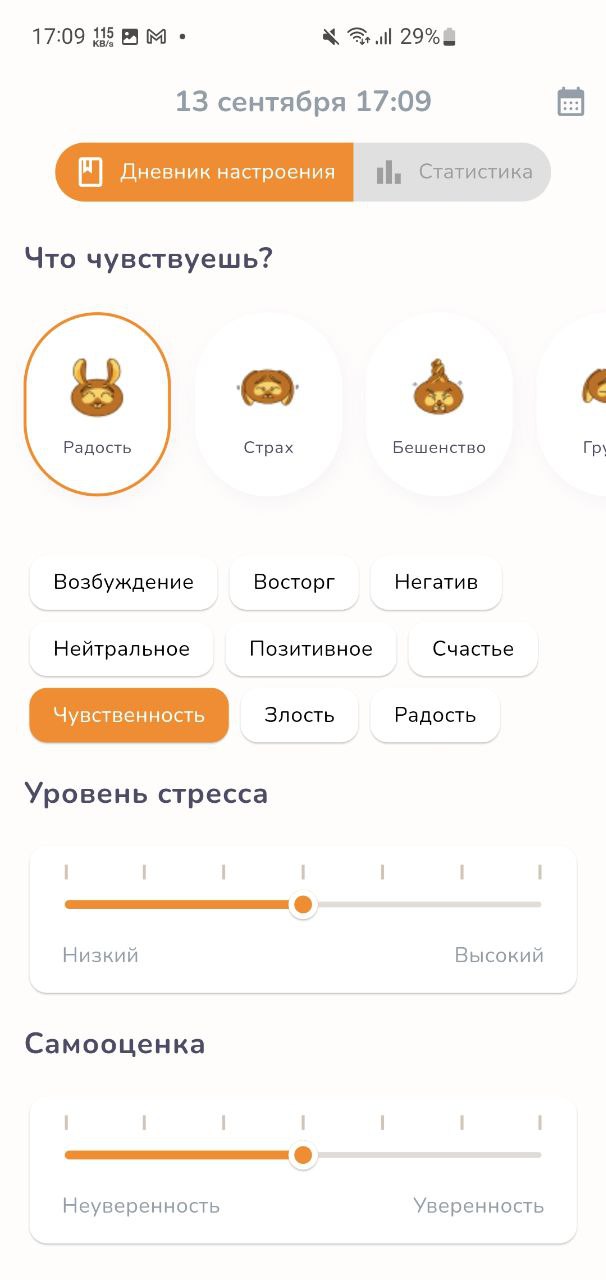 17:09 115 KB/s 29%
13 сентября 17:09
Дневник настроения Статистика
Что чувствуешь?
Радость Страх Бешенство Гру
Возбуждение Восторг Негатив
Нейтральное Позитивное Счастье
Чувственность Злость Радость
Уровень стресса
Низкий Высокий
Самооценка
Неуверенность Уверенность